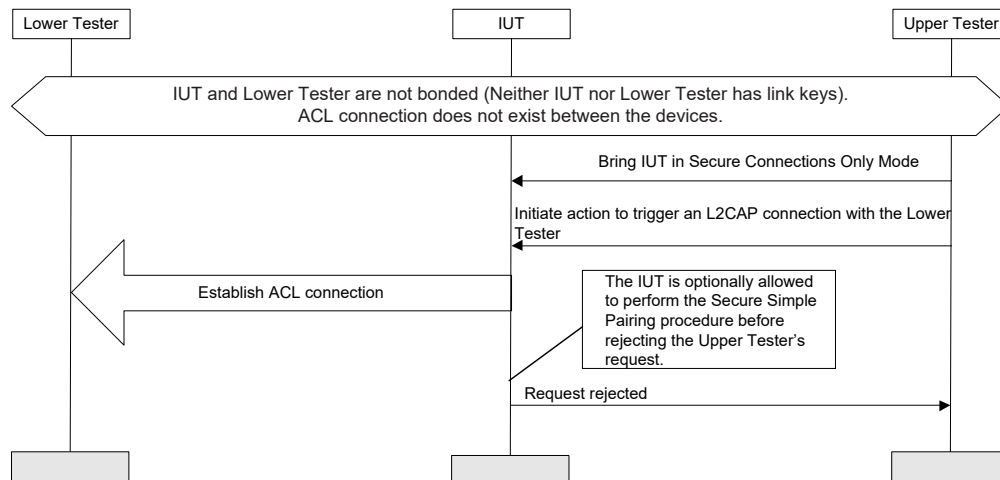 Lower Tester
IUT
Upper Tester
IUT and Lower Tester are not bonded (Neither IUT nor Lower Tester has link keys).
ACL connection does not exist between the devices.
Bring IUT in Secure Connections Only Mode
Initiate action to trigger an L2CAP connection with the Lower
Tester
Establish ACL connection
The IUT is optionally allowed
to perform the Secure Simple
Pairing procedure before
rejecting the Upper Tester's
request.
Request rejected